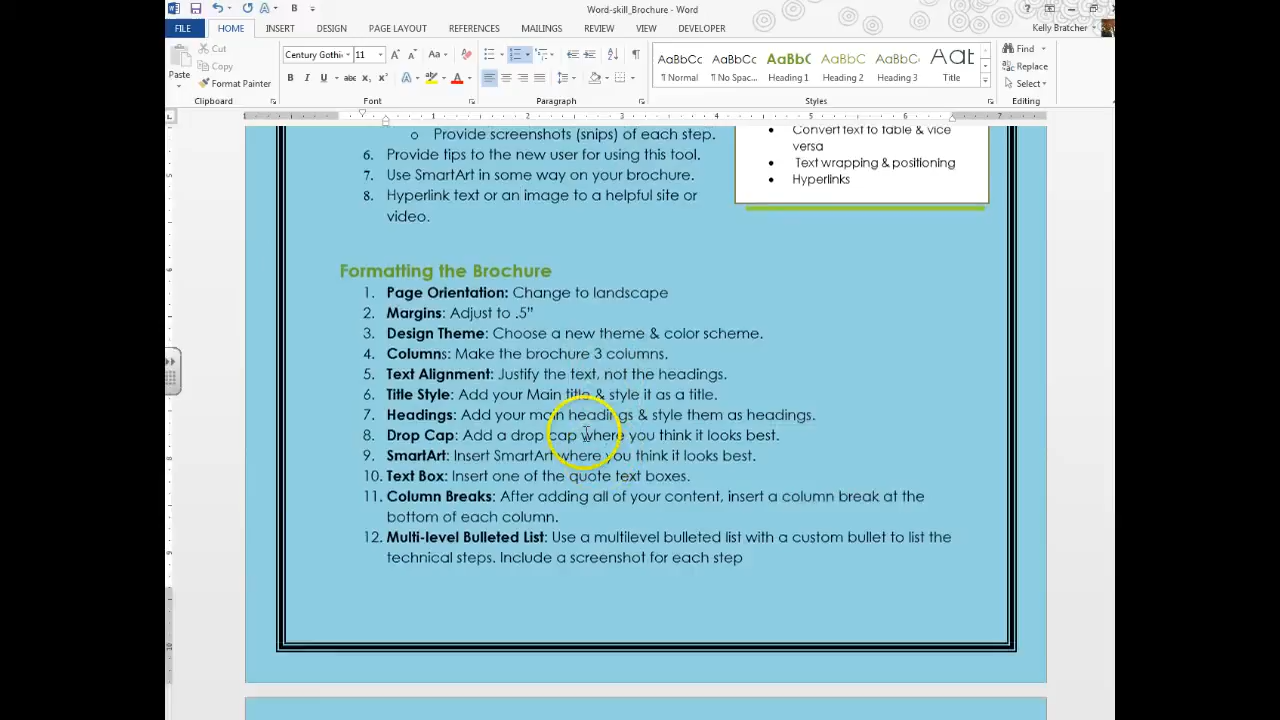 Word-skill_Brochure - Word
FILE HOME INSERT DESIGN PAGE LAYOUT REFERENCES MAILINGS REVIEW VIEW DEVELOPER Kelly Bratcher
Cut
Copy
Format Painter
Paste
Century Gothi 11
AaBbCc AaBbCc AaBbC AaBbCc AaBbC
¶ Normal ¶ No Spac... Heading 1 Heading 2 Heading 3 Title
Find
Replace
Select
Clipboard Font Paragraph Styles Editing
o Provide screenshots (snips) of each step.
6. Provide tips to the new user for using this tool.
7. Use SmartArt in some way on your brochure.
8. Hyperlink text or an image to a helpful site or
video.
• Convert text to table & vice
versa
• Text wrapping & positioning
• Hyperlinks
Formatting the Brochure
1. Page Orientation: Change to landscape
2. Margins: Adjust to .5”
3. Design Theme: Choose a new theme & color scheme.
4. Columns: Make the brochure 3 columns.
5. Text Alignment: Justify the text, not the headings.
6. Title Style: Add your Main title & style it as a title.
7. Headings: Add your main headings & style them as headings.
8. Drop Cap: Add a drop cap where you think it looks best.
9. SmartArt: Insert SmartArt where you think it looks best.
10. Text Box: Insert one of the quote text boxes.
11. Column Breaks: After adding all of your content, insert a column break at the
bottom of each column.
12. Multi-level Bulleted List: Use a multilevel bulleted list with a custom bullet to list the
technical steps. Include a screenshot for each step